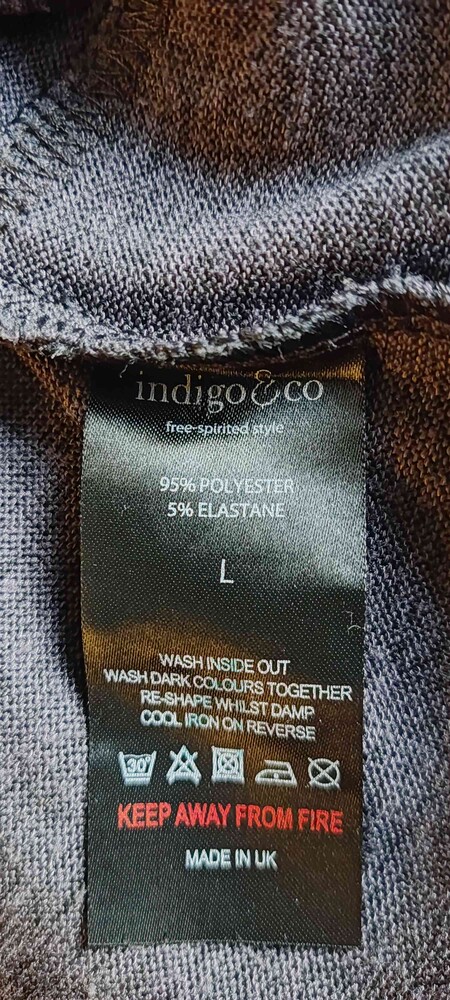 indigo&co
free-spirited style
95% POLYESTER
5% ELASTANE
L
WASH INSIDE OUT
WASH DARK COLOURS TOGETHER
RE-SHAPE WHILST DAMP
COOL IRON ON REVERSE
30°
KEEP AWAY FROM FIRE
MADE IN UK